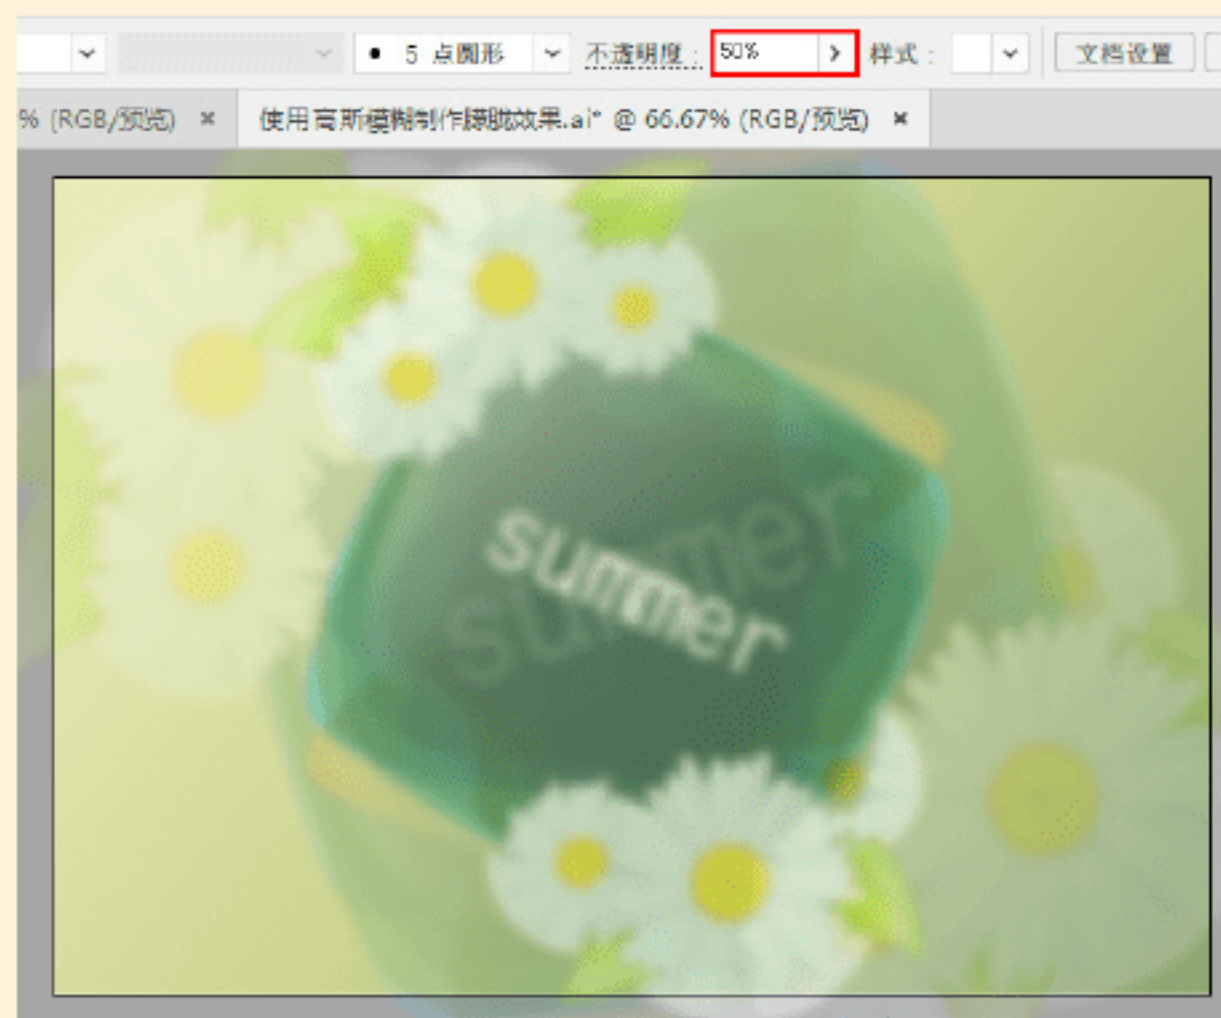 5 点圆形 不透明度： 50% 样式： 文档设置
% (RGB/预览) × 使用高斯模糊制作朦胧效果.ai* @ 66.67% (RGB/预览) ×
summer
summer